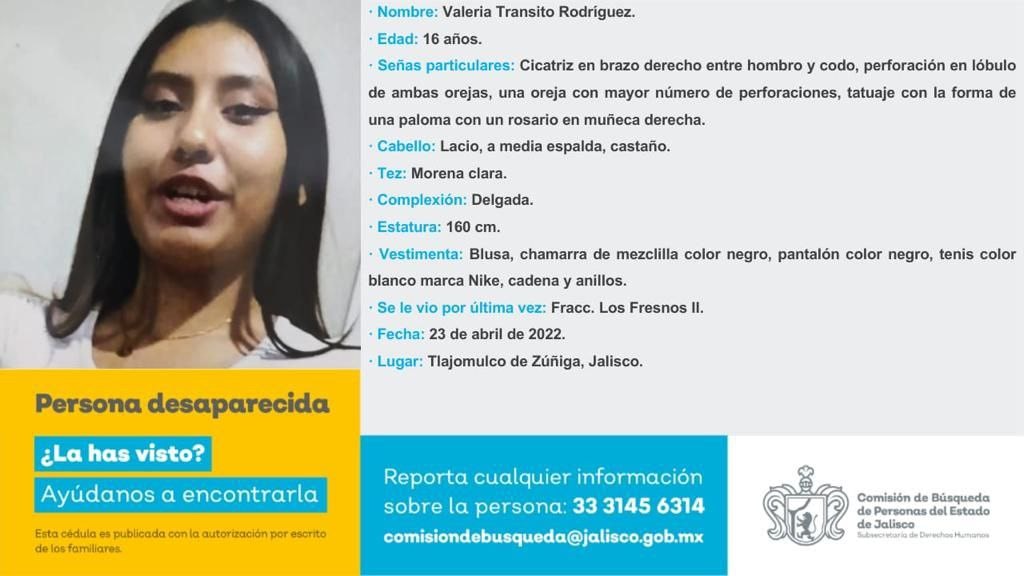 · Nombre: Valeria Transito Rodríguez.
· Edad: 16 años.
· Señas particulares: Cicatriz en brazo derecho entre hombro y codo, perforación en lóbulo
de ambas orejas, una oreja con mayor número de perforaciones, tatuaje con la forma de
una paloma con un rosario en muñeca derecha.
· Cabello: Lacio, a media espalda, castaño.
· Tez: Morena clara.
· Complexión: Delgada.
· Estatura: 160 cm.
· Vestimenta: Blusa, chamarra de mezclilla color negro, pantalón color negro, tenis color
blanco marca Nike, cadena y anillos.
· Se le vio por última vez: Fracc. Los Fresnos II.
· Fecha: 23 de abril de 2022.
· Lugar: Tlajomulco de Zúñiga, Jalisco.
Persona desaparecida
¿La has visto?
Ayúdanos a encontrarla
Esta cédula es publicada con la autorización por escrito
de los familiares.
Reporta cualquier información
sobre la persona: 33 3145 6314
comisiondebusqueda@jalisco.gob.mx
Comisión de Búsqueda
de Personas del Estado
de Jalisco
Subsecretaría de Derechos Humanos